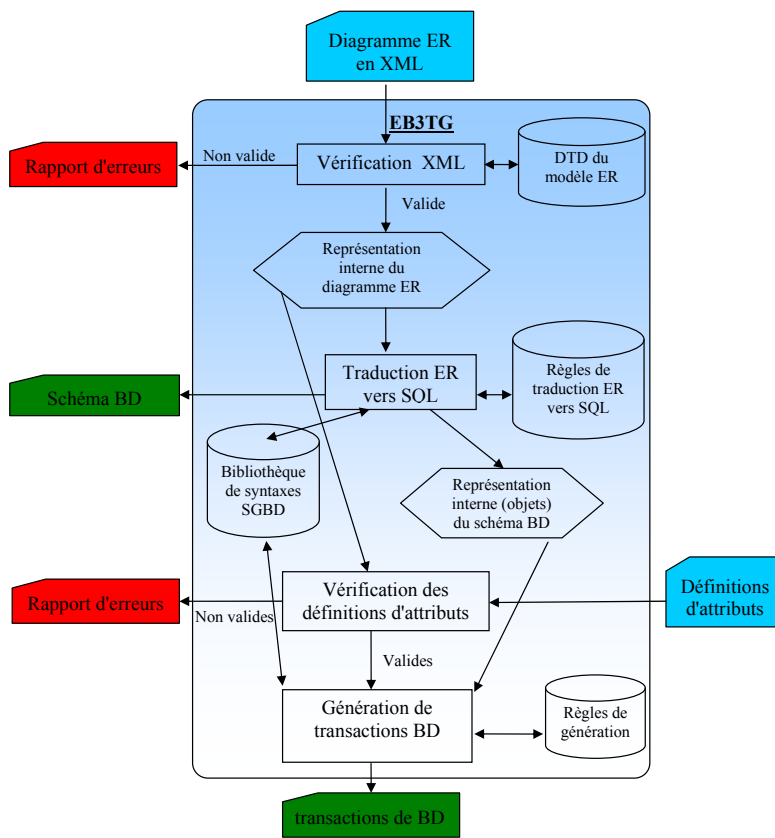 Diagramme ER
en XML
EB3TG
Non valide
Rapport d'erreurs
Vérification XML
DTD du
modèle ER
Valide
Représentation
interne du
diagramme ER
Traduction ER
vers SQL
Règles de
traduction ER
vers SQL
Schéma BD
Bibliothèque
de syntaxes
SGBD
Représentation
interne (objets)
du schéma BD
Vérification des
définitions d'attributs
Définitions
d'attributs
Rapport d'erreurs
Non valides
Valides
Génération de
transactions BD
Règles de
génération
transactions de BD